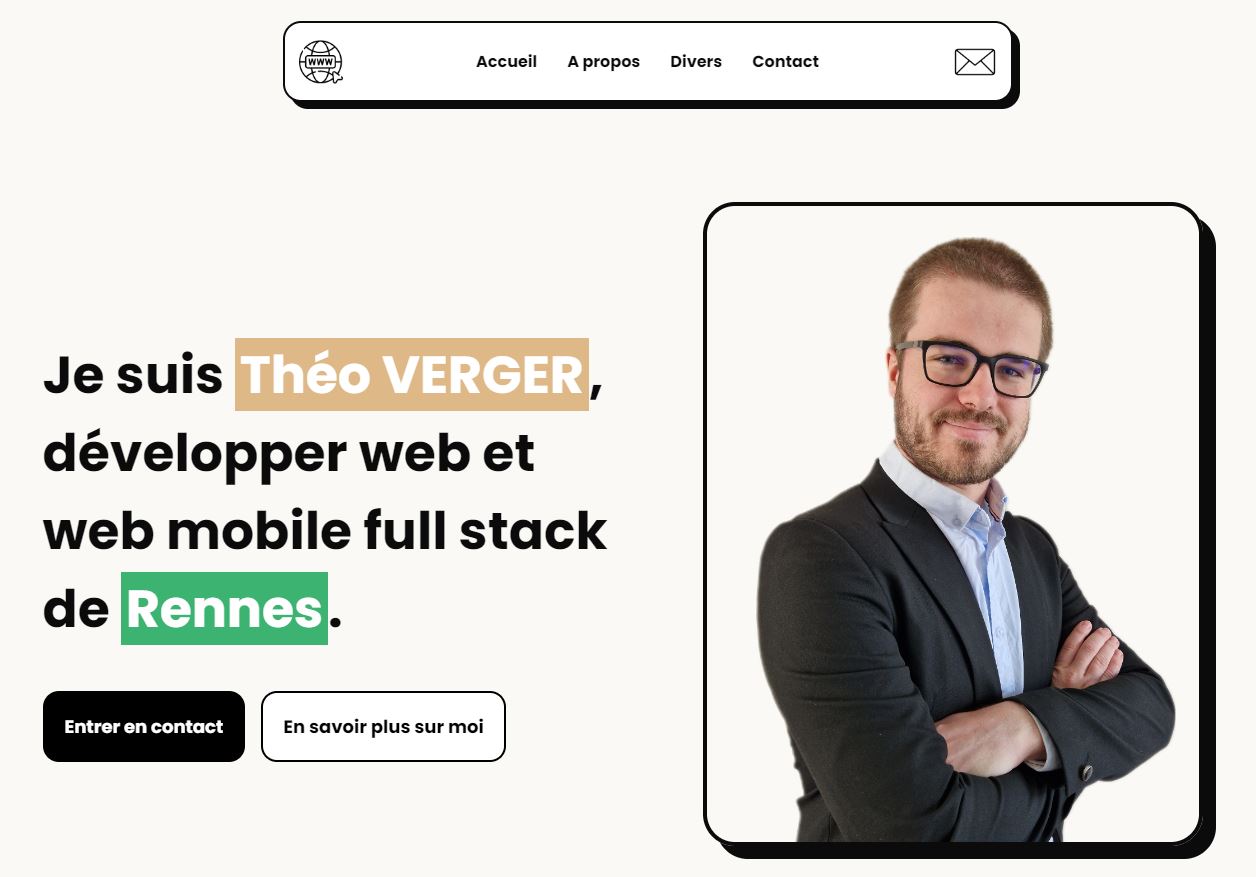 www
Accueil A propos Divers Contact
Je suis Théo VERGER,
développer web et
web mobile full stack
de Rennes.
Entrer en contact En savoir plus sur moi